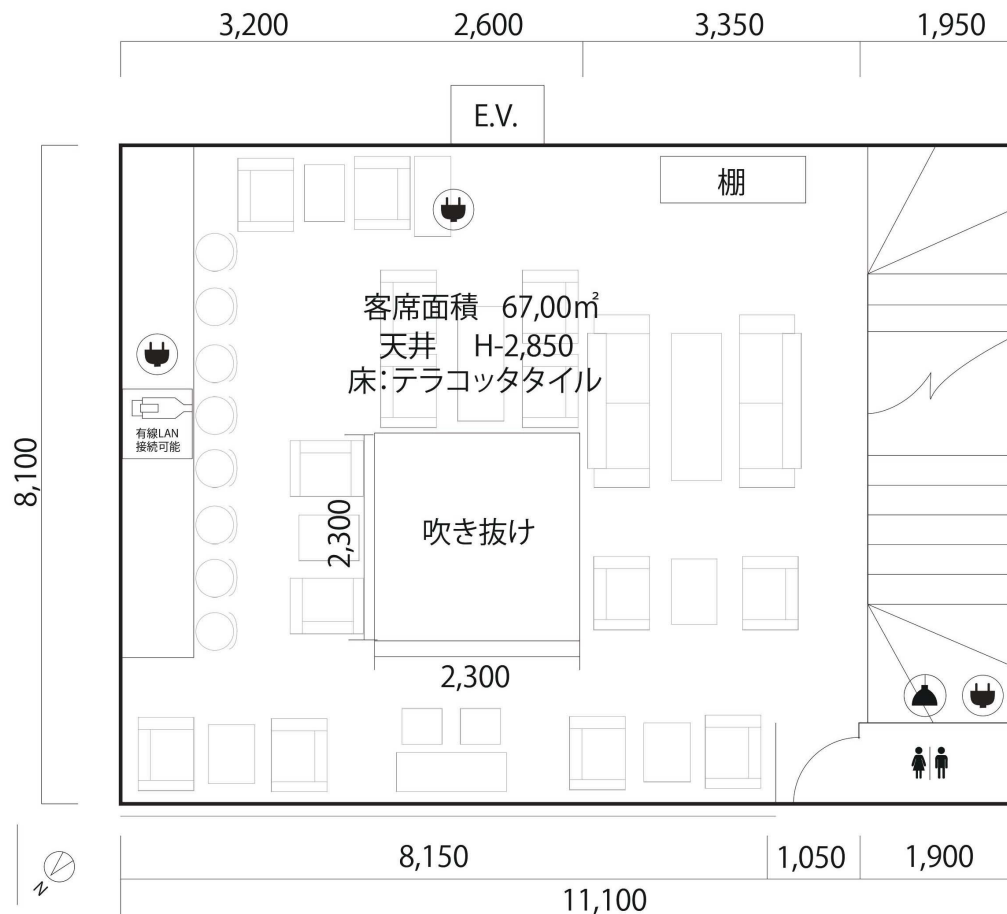 3,200
2,600
3,350
1,950
E.V.
棚
客席面積 67,00㎡
天井 H-2,850
床:テラコッタタイル
有線LAN
接続可能
8,100
2,300
吹き抜け
2,300
8,150
1,050
1,900
N
11,100